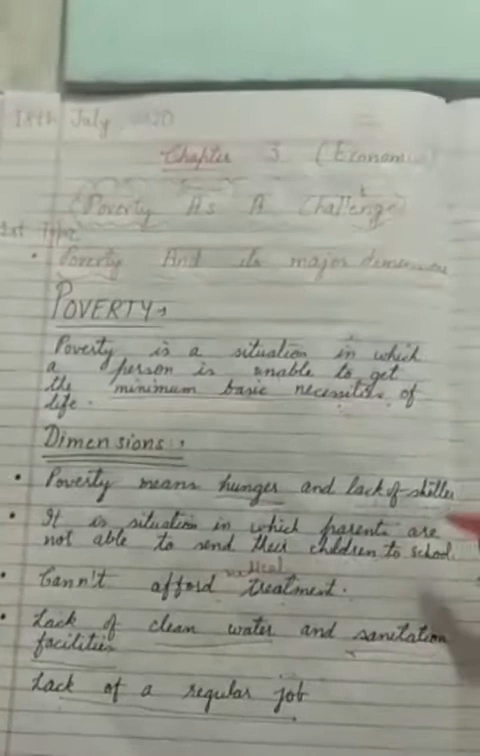 18th July, 2020
Chapter 3 (Economics)
(Poverty As A Challenge)
1st Topic
• Poverty And its major dimensions
POVERTY →
Poverty is a situation in which
a person is unable to get
the minimum basic necessities of
life.
Dimensions:
• Poverty means hunger and lack of shelter
• It is situation in which parents are
not able to send their children to school.
• Cann't afford medical treatment.
• Lack of clean water and sanitation
facilities
Lack of a regular job